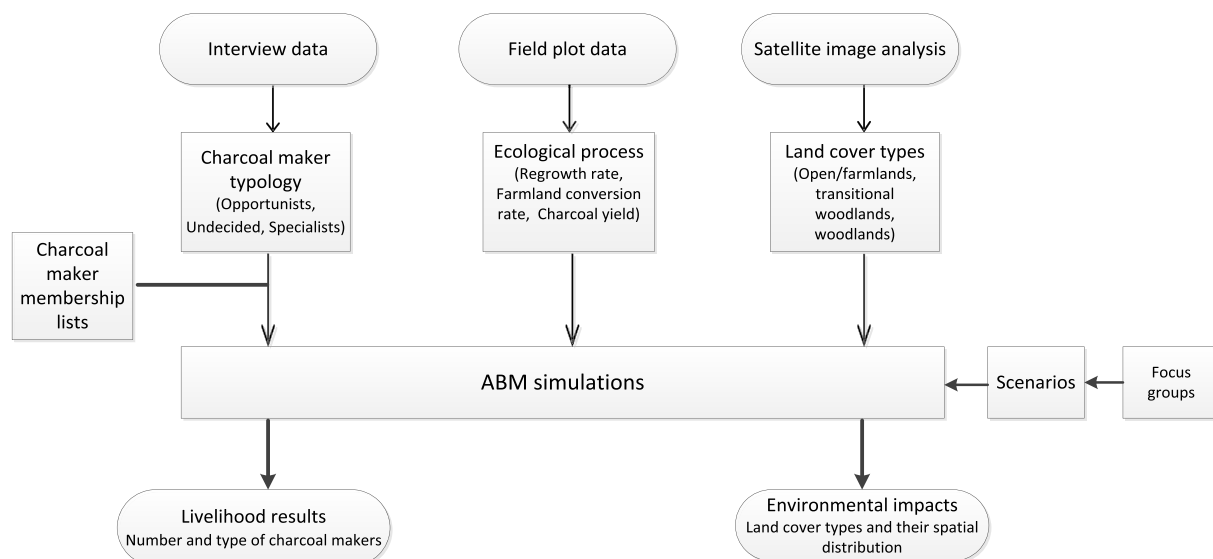 Interview data
Field plot data
Satellite image analysis
Charcoal maker
typology
(Opportunists,
Undecided, Specialists)
Ecological process
(Regrowth rate,
Farmland conversion
rate, Charcoal yield)
Land cover types
(Open/farmlands,
transitional
woodlands,
woodlands)
Charcoal
maker
membership
lists
ABM simulations
Scenarios
Focus
groups
Livelihood results
Number and type of charcoal makers
Environmental impacts
Land cover types and their spatial
distribution